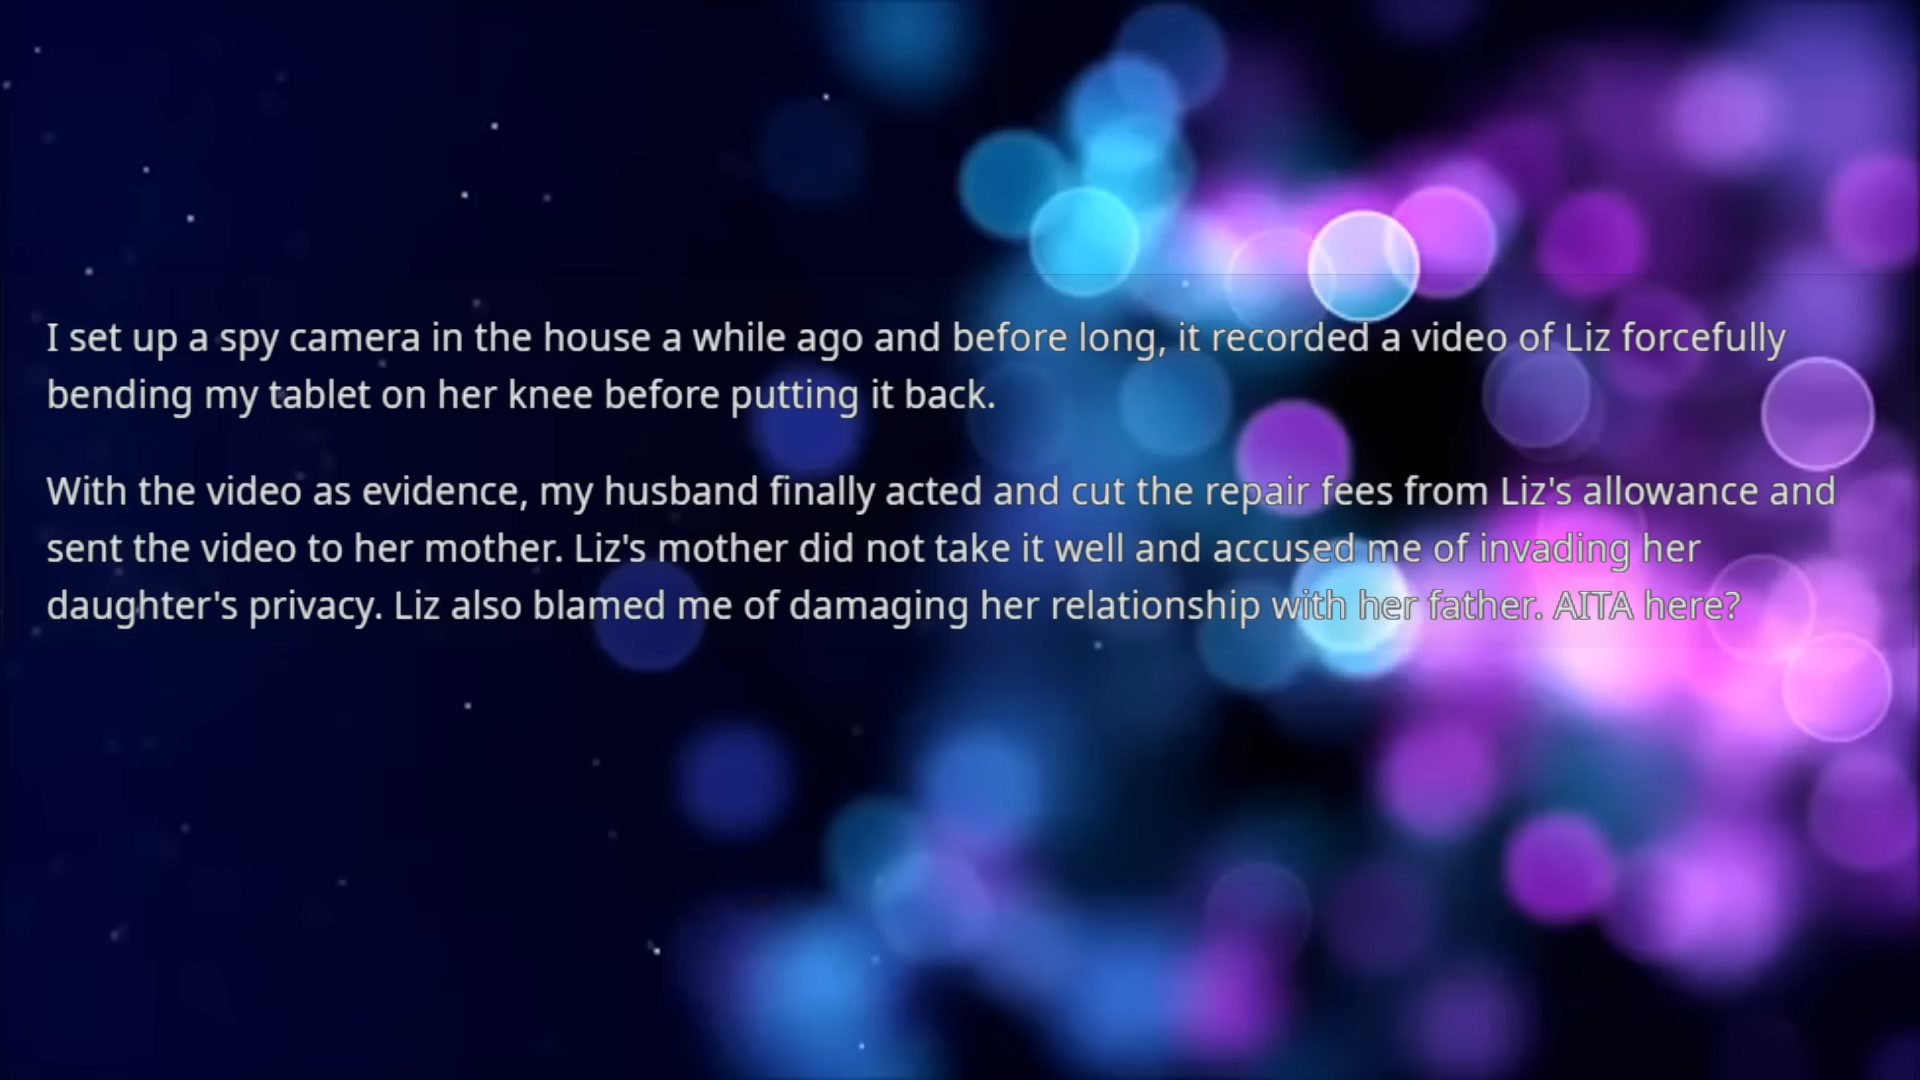 I set up a spy camera in the house a while ago and before long, it recorded a video of Liz forcefully
bending my tablet on her knee before putting it back.
With the video as evidence, my husband finally acted and cut the repair fees from Liz's allowance and
sent the video to her mother. Liz's mother did not take it well and accused me of invading her
daughter's privacy. Liz also blamed me of damaging her relationship with her father. AITA here?